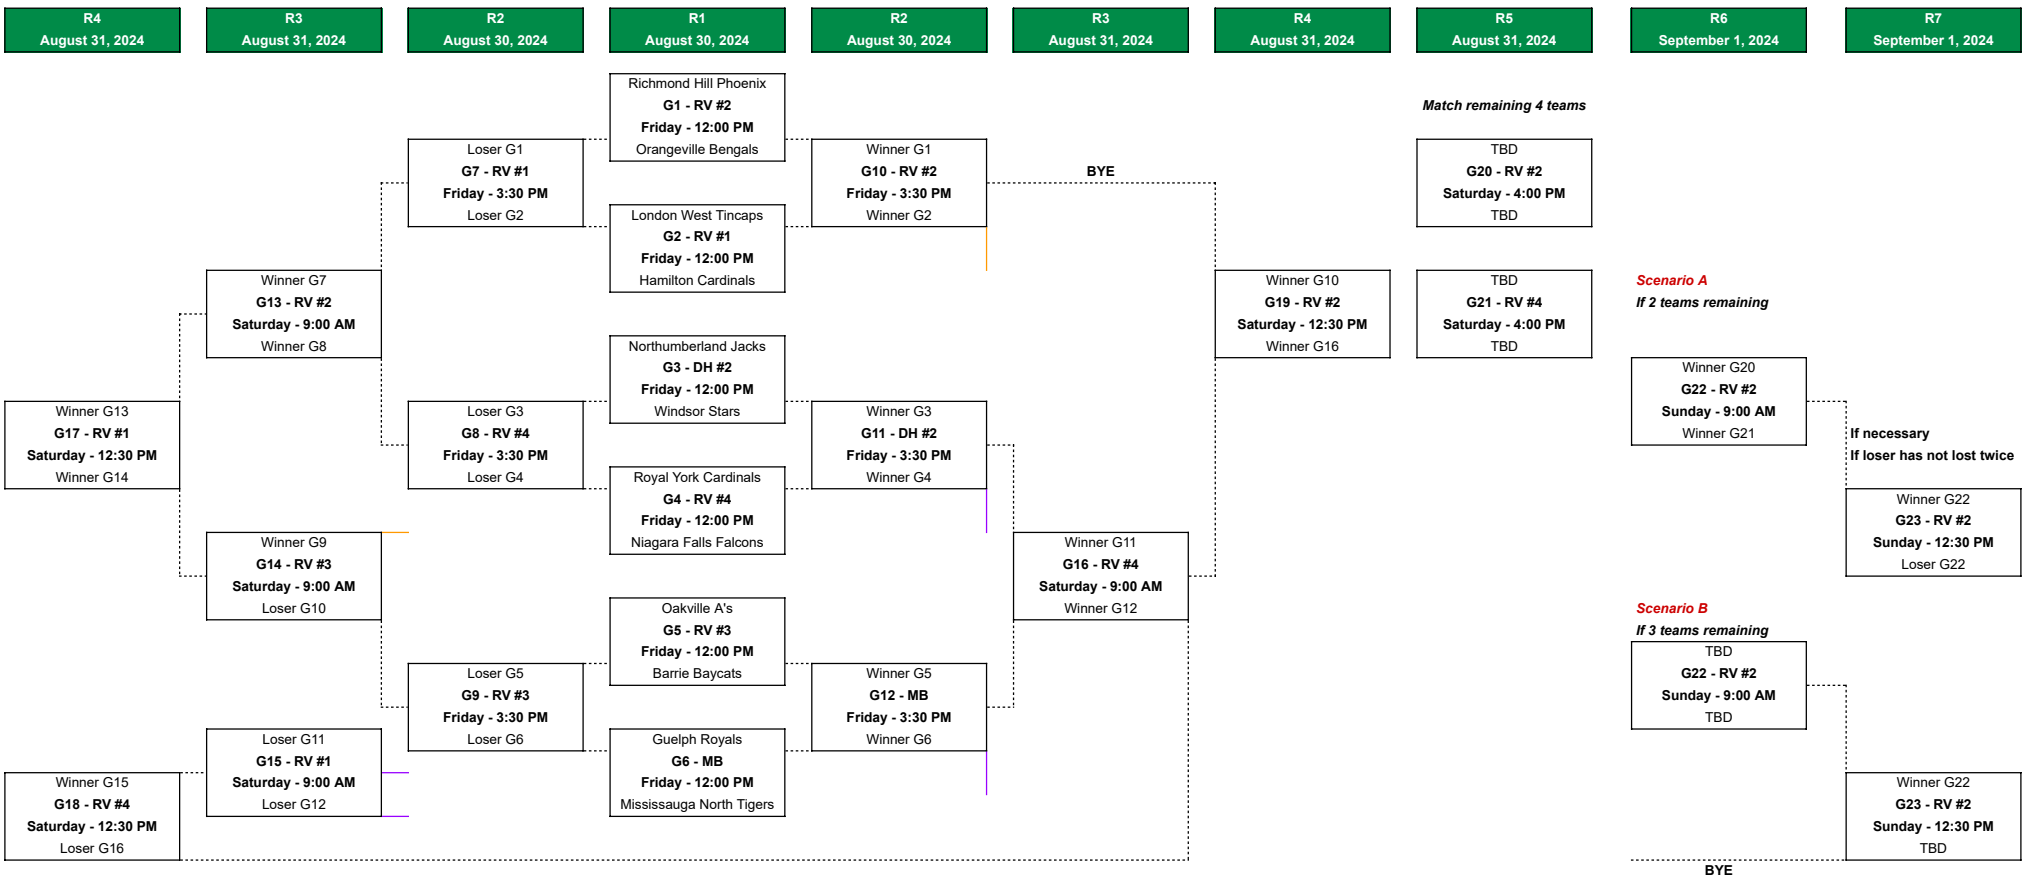 R4
August 31, 2024
R3
August 31, 2024
R2
August 30, 2024
R1
August 30, 2024
R2
August 30, 2024
R3
August 31, 2024
R4
August 31, 2024
R5
August 31, 2024
R6
September 1, 2024
R7
September 1, 2024
Winner G13
G17 - RV #1
Saturday - 12:30 PM
Winner G14
Winner G15
G18 - RV #4
Saturday - 12:30 PM
Loser G16
Winner G7
G13 - RV #2
Saturday - 9:00 AM
Winner G8
Winner G9
G14 - RV #3
Saturday - 9:00 AM
Loser G10
Loser G11
G15 - RV #1
Saturday - 9:00 AM
Loser G12
Loser G1
G7 - RV #1
Friday - 3:30 PM
Loser G2
Loser G3
G8 - RV #4
Friday - 3:30 PM
Loser G4
Loser G5
G9 - RV #3
Friday - 3:30 PM
Loser G6
Richmond Hill Phoenix
G1 - RV #2
Friday - 12:00 PM
Orangeville Bengals
London West Tincaps
G2 - RV #1
Friday - 12:00 PM
Hamilton Cardinals
Northumberland Jacks
G3 - DH #2
Friday - 12:00 PM
Windsor Stars
Royal York Cardinals
G4 - RV #4
Friday - 12:00 PM
Niagara Falls Falcons
Oakville A's
G5 - RV #3
Friday - 12:00 PM
Barrie Baycats
Guelph Royals
G6 - MB
Friday - 12:00 PM
Mississauga North Tigers
Winner G1
G10 - RV #2
Friday - 3:30 PM
Winner G2
Winner G3
G11 - DH #2
Friday - 3:30 PM
Winner G4
Winner G5
G12 - MB
Friday - 3:30 PM
Winner G6
BYE
Winner G11
G16 - RV #4
Saturday - 9:00 AM
Winner G12
Winner G10
G19 - RV #2
Saturday - 12:30 PM
Winner G16
Match remaining 4 teams
TBD
G20 - RV #2
Saturday - 4:00 PM
TBD
TBD
G21 - RV #4
Saturday - 4:00 PM
TBD
Scenario A
If 2 teams remaining
Winner G20
G22 - RV #2
Sunday - 9:00 AM
Winner G21
If necessary
If loser has not lost twice
Winner G22
G23 - RV #2
Sunday - 12:30 PM
Loser G22
Scenario B
If 3 teams remaining
TBD
G22 - RV #2
Sunday - 9:00 AM
TBD
Winner G22
G23 - RV #2
Sunday - 12:30 PM
TBD
BYE